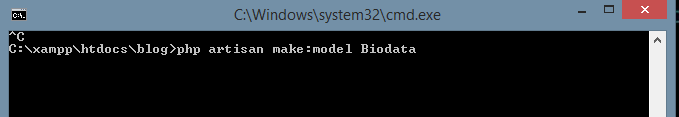 C:\Windows\system32\cmd.exe
^C
C:\xampp\htdocs\blog>php artisan make:model Biodata